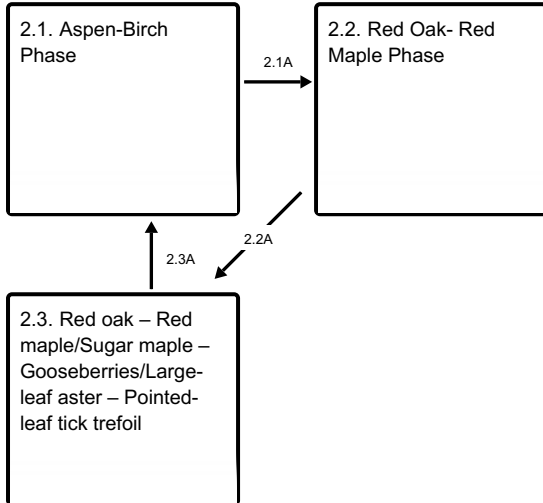 2.1. Aspen-Birch
Phase
2.1A
2.2. Red Oak- Red
Maple Phase
2.2A
2.3A
2.3. Red oak – Red
maple/Sugar maple –
Gooseberries/Large-
leaf aster – Pointed-
leaf tick trefoil